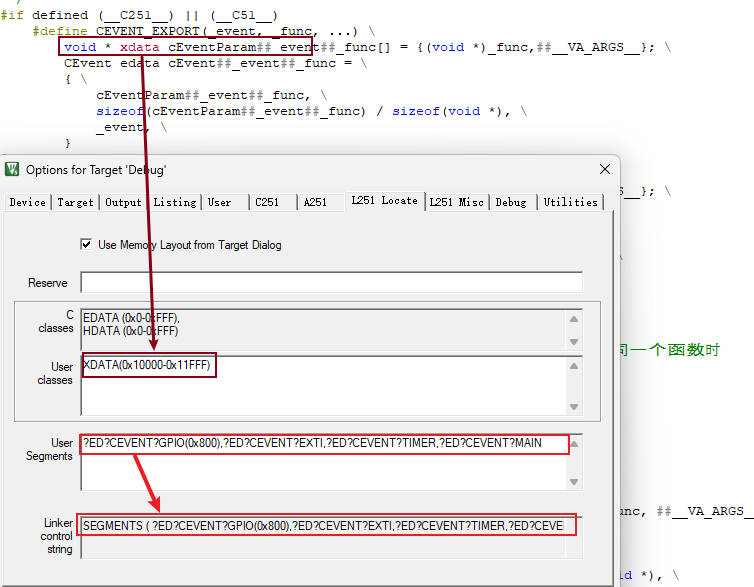 #if defined (__C251__) || (__C51__)
#define CEVENT_EXPORT(_event, _func, ...) \
void * xdata cEventParam##_event##_func[] = {(void *)_func,##__VA_ARGS__}; \
CEvent edata cEvent##_event##_func = \
{ \
cEventParam##_event##_func, \
sizeof(cEventParam##_event##_func) / sizeof(void *), \
_event, \
}
Options for Target 'Debug'
S__}; \
Device Target Output Listing User C251 A251 L251 Locate L251 Misc Debug Utilities
Use Memory Layout from Target Dialog
\
Reserve
C classes
EDATA (0x0-0xFFF),
HDATA (0x0-0xFFF)
同一个函数时
User classes
XDATA(0x10000-0x11FFF)
User Segments
?ED?CEVENT?GPIO(0x800),?ED?CEVENT?EXTI,?ED?CEVENT?TIMER,?ED?CEVENT?MAIN
unc, ##__VA_ARGS__
Linker control string
SEGMENTS ( ?ED?CEVENT?GPIO(0x800),?ED?CEVENT?EXTI,?ED?CEVENT?TIMER,?ED?CEVE
id *), \